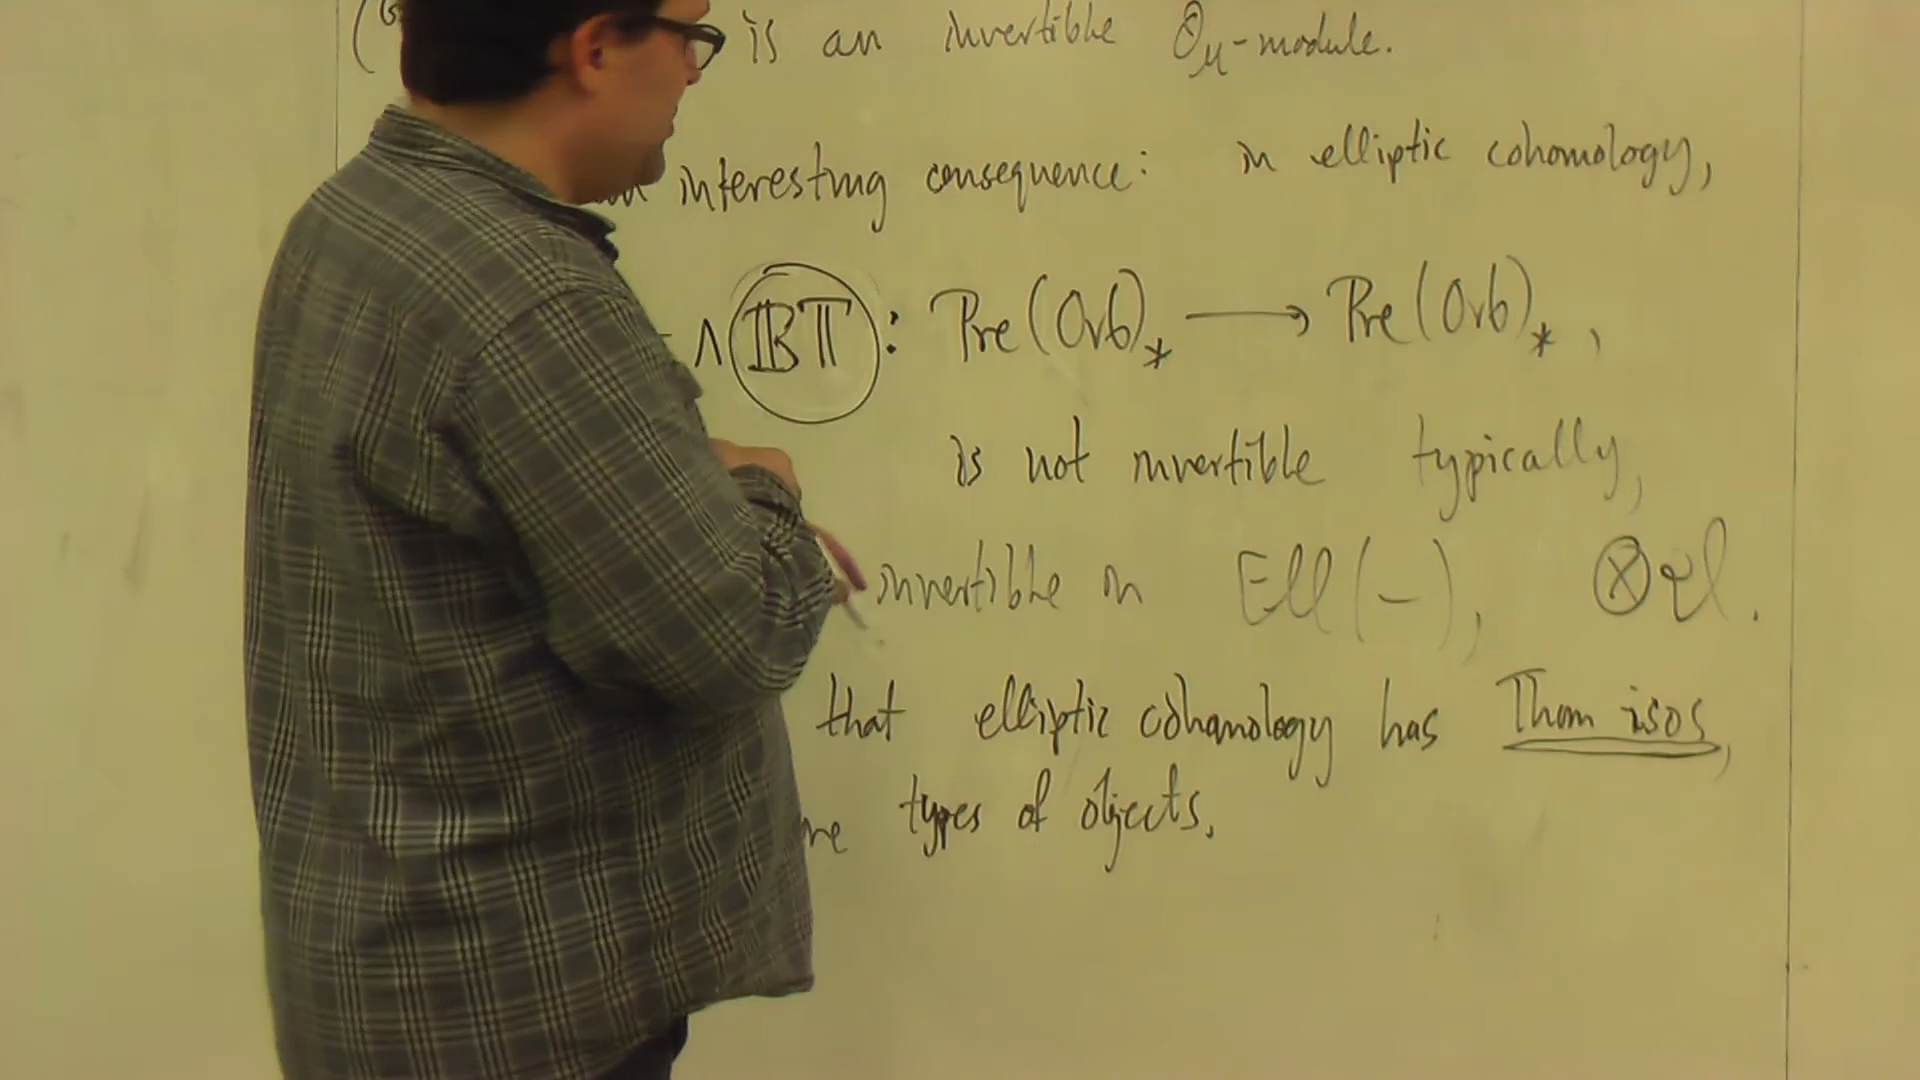 is an invertible 𝒪_M-module.
interesting consequence: in elliptic cohomology,
- ∧ 𝔹𝕋 : Pre(Orb)_* ⟶ Pre(Orb)_* ,
is not invertible typically,
invertible on Ell(-),
that elliptic cohomology has Thom isos,
types of objects.